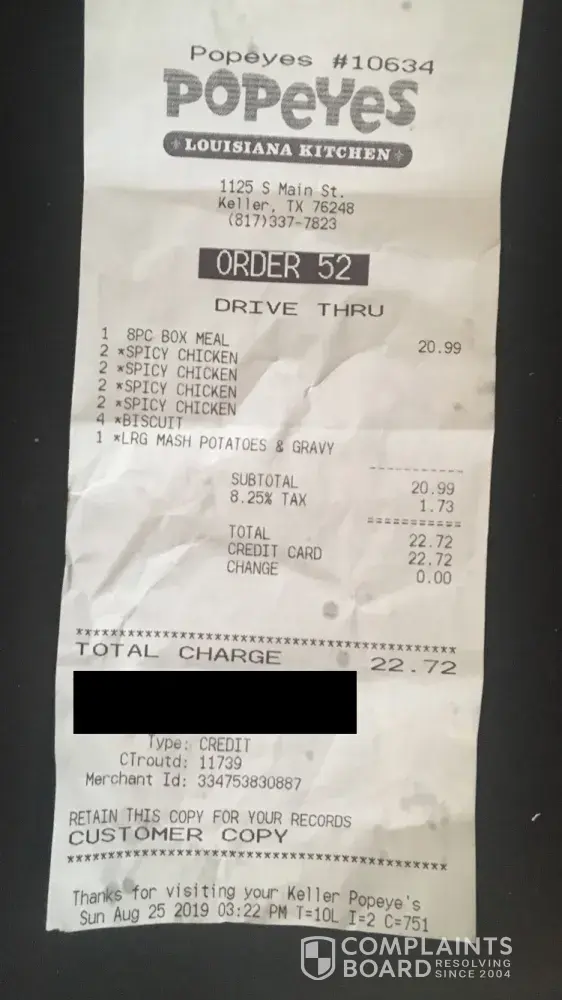 Popeyes #10634
POPEYES
LOUISIANA KITCHEN
1125 S Main St.
Keller, TX 76248
(817)337-7823
ORDER 52
DRIVE THRU
1 8PC BOX MEAL 20.99
2 *SPICY CHICKEN
2 *SPICY CHICKEN
2 *SPICY CHICKEN
2 *SPICY CHICKEN
4 *BISCUIT
1 *LRG MASH POTATOES & GRAVY
-----------
SUBTOTAL 20.99
8.25% TAX 1.73
===========
TOTAL 22.72
CREDIT CARD 22.72
CHANGE 0.00
******************************************
TOTAL CHARGE 22.72
Type: CREDIT
CTroutd: 11739
Merchant Id: 334753830887
RETAIN THIS COPY FOR YOUR RECORDS
CUSTOMER COPY
******************************************
Thanks for visiting your Keller Popeye's
Sun Aug 25 2019 03:22 PM T=10L I=2 C=751
COMPLAINTS
BOARD RESOLVING
SINCE 2004